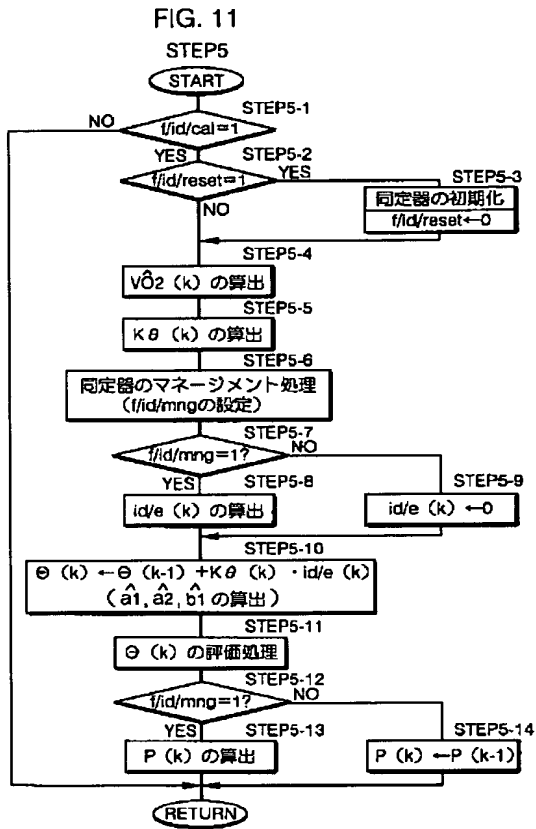 FIG. 11
STEP5
START
STEP5-1
NO
f/id/cal=1
YES
STEP5-2
f/id/reset=1
YES
STEP5-3
同定器の初期化
f/id/reset←0
NO
STEP5-4
VÔ2 (k) の算出
STEP5-5
Kθ (k) の算出
STEP5-6
同定器のマネージメント処理
(f/id/mngの設定)
STEP5-7
f/id/mng=1?
NO
YES
STEP5-8
id/e (k) の算出
STEP5-9
id/e (k) ←0
STEP5-10
Θ (k) ←Θ (k-1) +Kθ (k) ・id/e (k)
(â1, â2, b̂1 の算出)
STEP5-11
Θ (k) の評価処理
STEP5-12
f/id/mng=1?
NO
YES
STEP5-13
P (k) の算出
STEP5-14
P (k) ←P (k-1)
RETURN